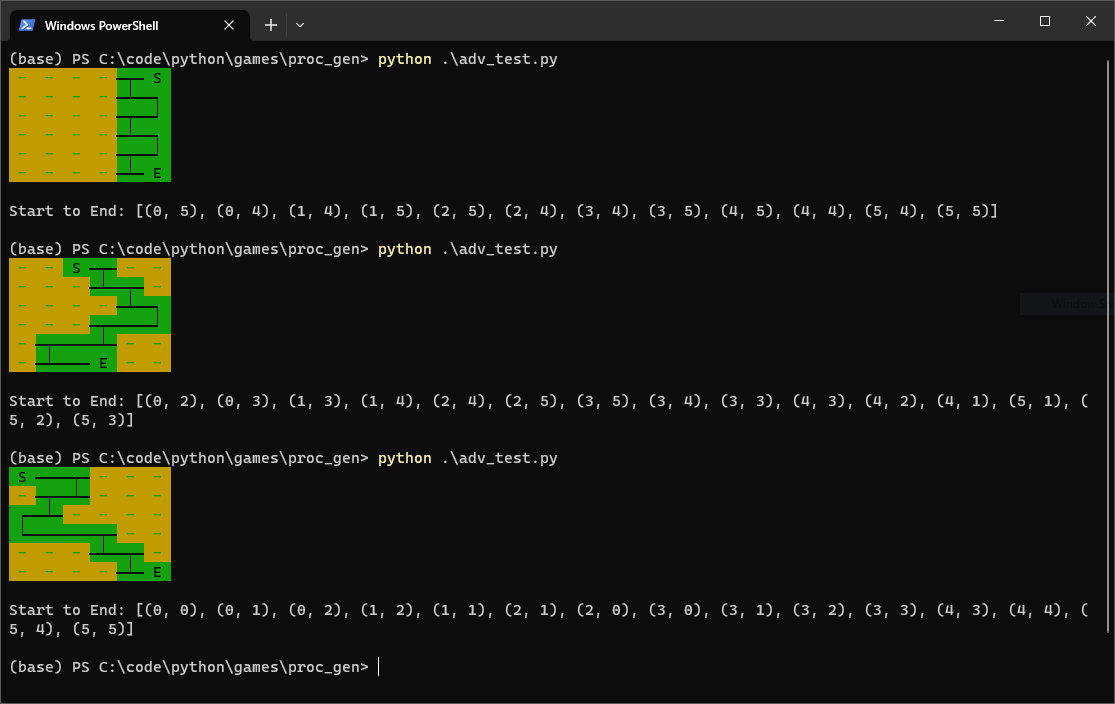 Windows PowerShell
(base) PS C:\code\python\games\proc_gen> python .\adv_test.py
- - - - S
- - - -
- - - -
- - - -
- - - -
- - - - E
Start to End: [(0, 5), (0, 4), (1, 4), (1, 5), (2, 5), (2, 4), (3, 4), (3, 5), (4, 5), (4, 4), (5, 4), (5, 5)]
(base) PS C:\code\python\games\proc_gen> python .\adv_test.py
- - S - -
- - - -
- - - -
- - -
- - -
- E - -
Start to End: [(0, 2), (0, 3), (1, 3), (1, 4), (2, 4), (2, 5), (3, 5), (3, 4), (3, 3), (4, 3), (4, 2), (4, 1), (5, 1), (
5, 2), (5, 3)]
(base) PS C:\code\python\games\proc_gen> python .\adv_test.py
S - - -
- - - -
- - - -
- -
- - - -
- - - - E
Start to End: [(0, 0), (0, 1), (0, 2), (1, 2), (1, 1), (2, 1), (2, 0), (3, 0), (3, 1), (3, 2), (3, 3), (4, 3), (4, 4), (
5, 4), (5, 5)]
(base) PS C:\code\python\games\proc_gen>